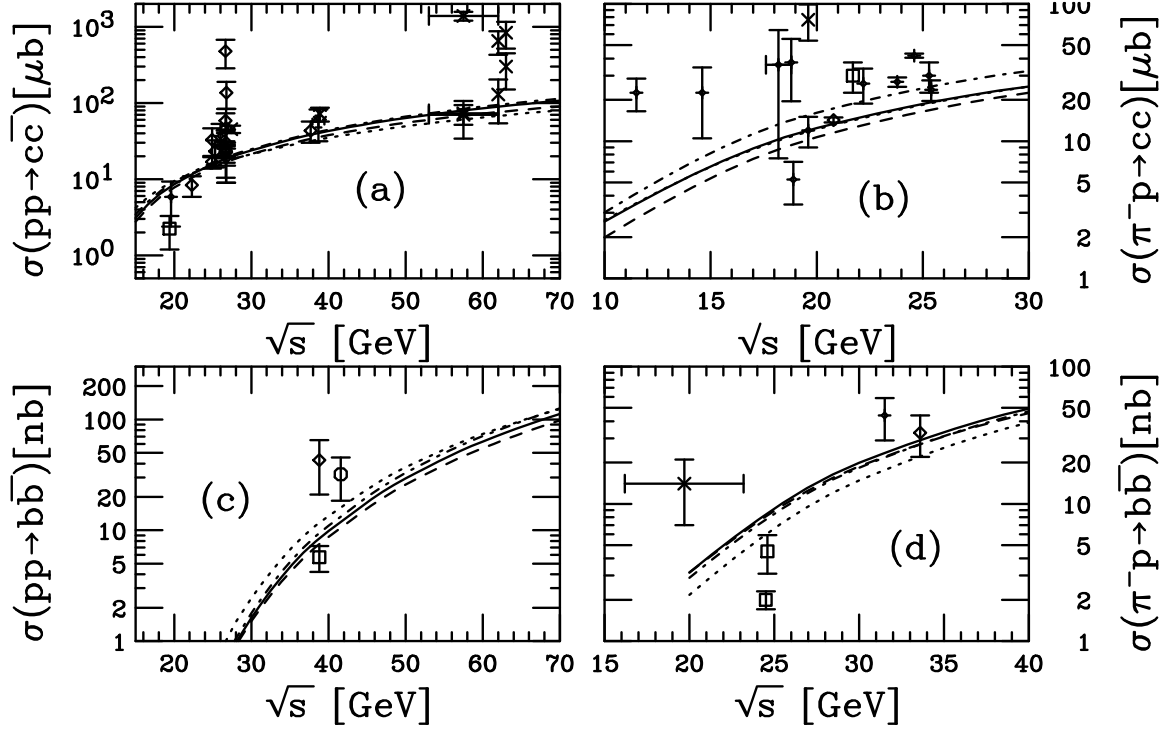 σ(pp→cc̅)[μb]
10³
10²
10¹
10⁰
(a)
20 30 40 50 60 70
√s [GeV]
100
50
20
10
5
2
1
(b)
10 15 20 25 30
√s [GeV]
σ(π⁻p→cc)[μb]
σ(pp→bb̅)[nb]
200
100
50
20
10
5
2
1
(c)
20 30 40 50 60 70
√s [GeV]
100
50
20
10
5
2
1
(d)
15 20 25 30 35 40
√s [GeV]
σ(π⁻p→bb̅)[nb]